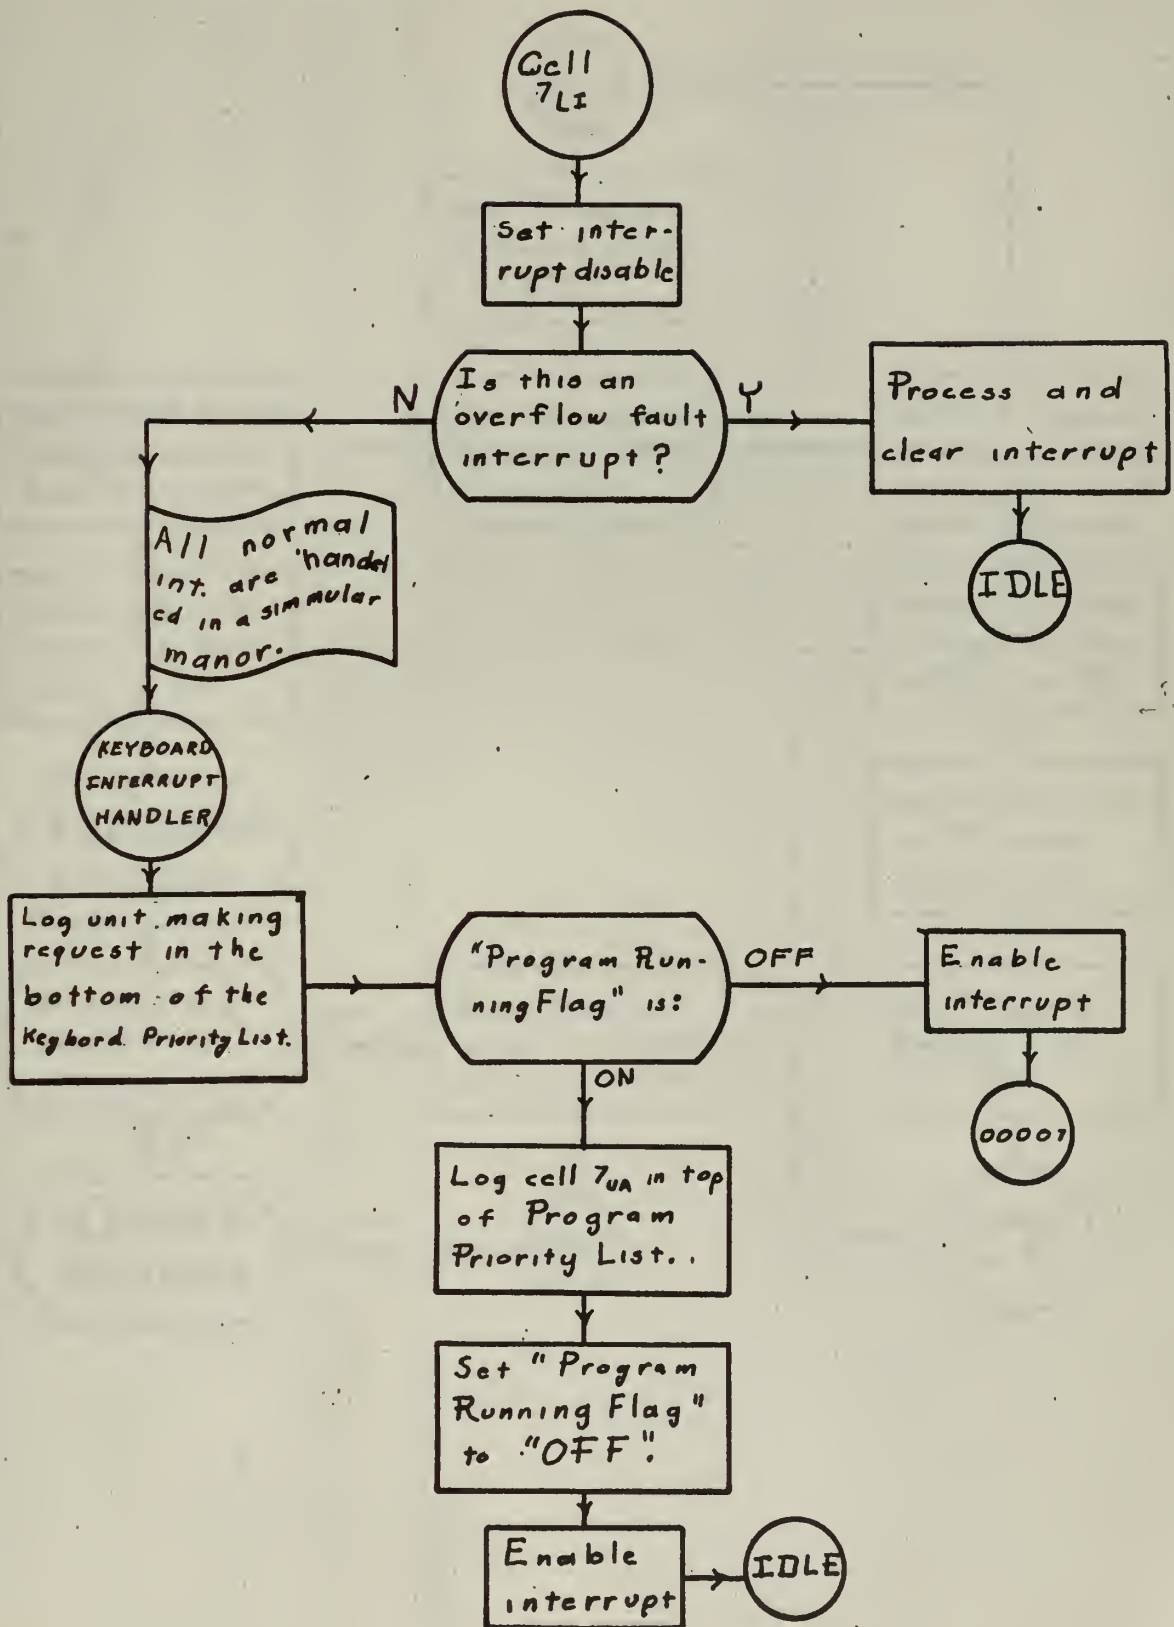 Cell
7LI
Set inter-
rupt disable
Is this an
overflow fault
interrupt?
N
Y
Process and
clear interrupt
IDLE
All normal
int. are handel
ed in a simmular
manor.
KEYBOARD
INTERRUPT
HANDLER
Log unit making
request in the
bottom of the
Keybord Priority List.
"Program Run-
ning Flag" is:
OFF
Enable
interrupt
00007
ON
Log cell 7UA in top
of Program
Priority List.
Set "Program
Running Flag"
to "OFF".
Enable
interrupt
IDLE